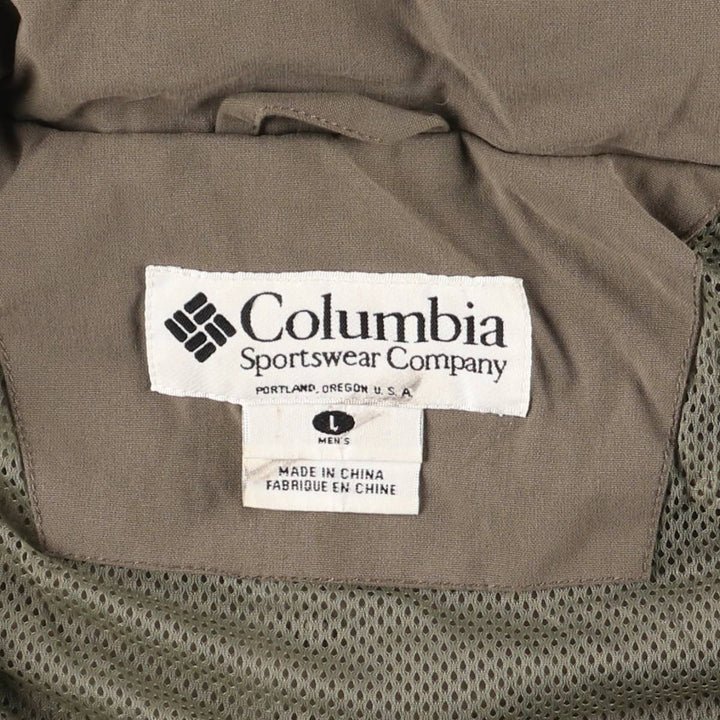 Columbia
Sportswear Company
PORTLAND, OREGON U.S.A.
L
MEN'S
MADE IN CHINA
FABRIQUE EN CHINE